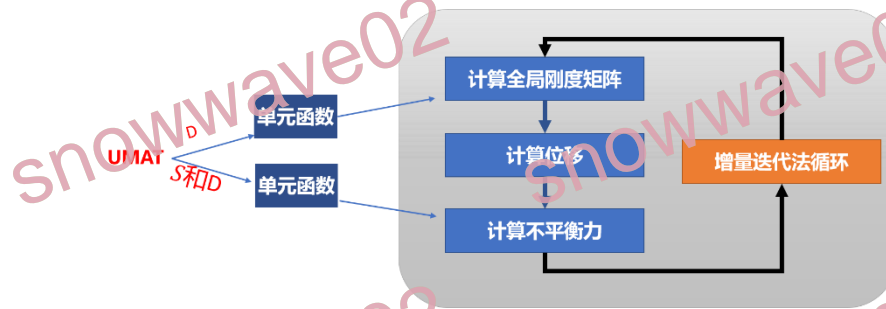 snowwave02
snowwave0
计算全局刚度矩阵
单元函数
D
UMAT
计算位移
增量迭代法循环
S和D
单元函数
计算不平衡力